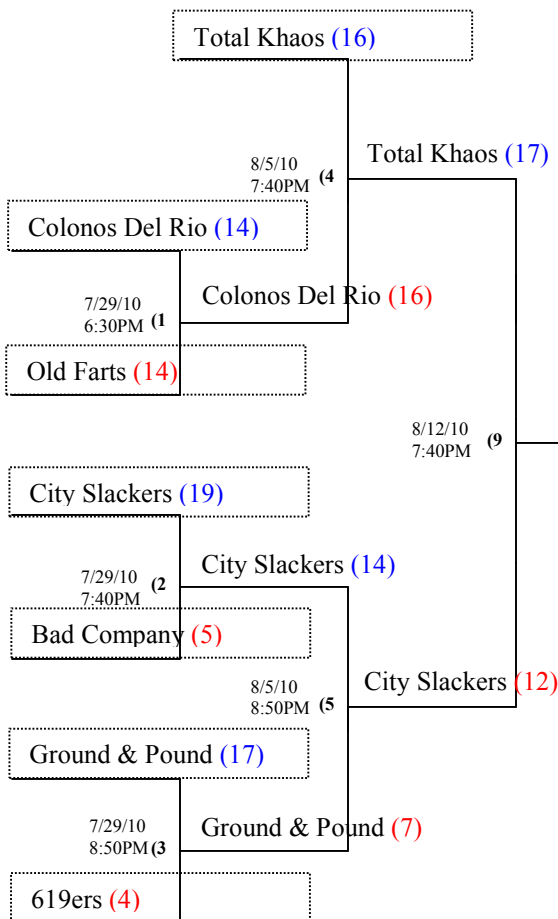 Total Khaos (16)
8/5/10
7:40PM (4
Total Khaos (17)
Colonos Del Rio (14)
7/29/10
6:30PM (1
Colonos Del Rio (16)
Old Farts (14)
8/12/10
7:40PM (9
City Slackers (19)
7/29/10
7:40PM (2
City Slackers (14)
Bad Company (5)
8/5/10
8:50PM (5
City Slackers (12)
Ground & Pound (17)
7/29/10
8:50PM (3
Ground & Pound (7)
619ers (4)